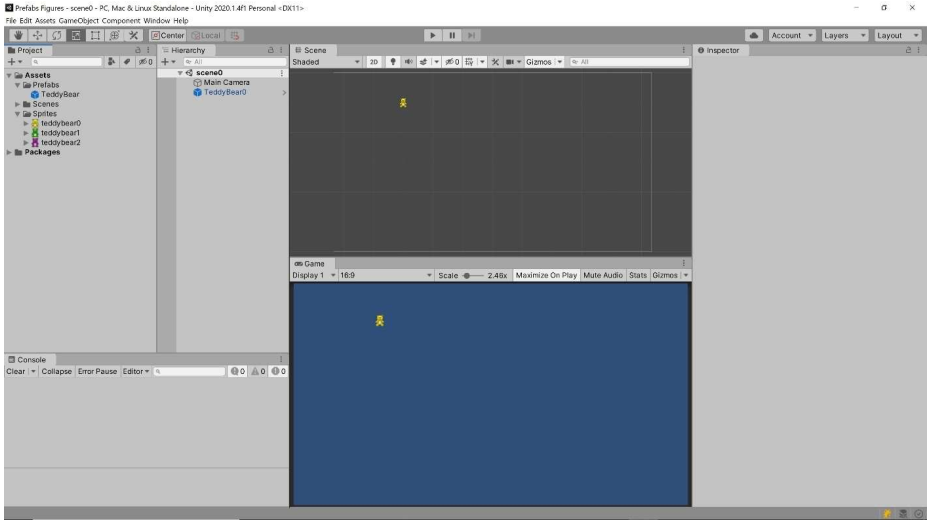 Prefabs Figures - scene0 - PC, Mac & Linux Standalone - Unity 2020.1.4f1 Personal <DX11>
File Edit Assets GameObject Component Window Help
Center Local Account Layers Layout
Project
0
Assets
Prefabs
TeddyBear
Scenes
Sprites
teddybear0
teddybear1
teddybear2
Packages
Hierarchy
All
scene0
Main Camera
TeddyBear0
Scene
Shaded 2D 0 Gizmos All
Game
Display 1 16:9 Scale 2.46x Maximize On Play Mute Audio Stats Gizmos
Inspector
Console
Clear Collapse Error Pause Editor 0 0 0